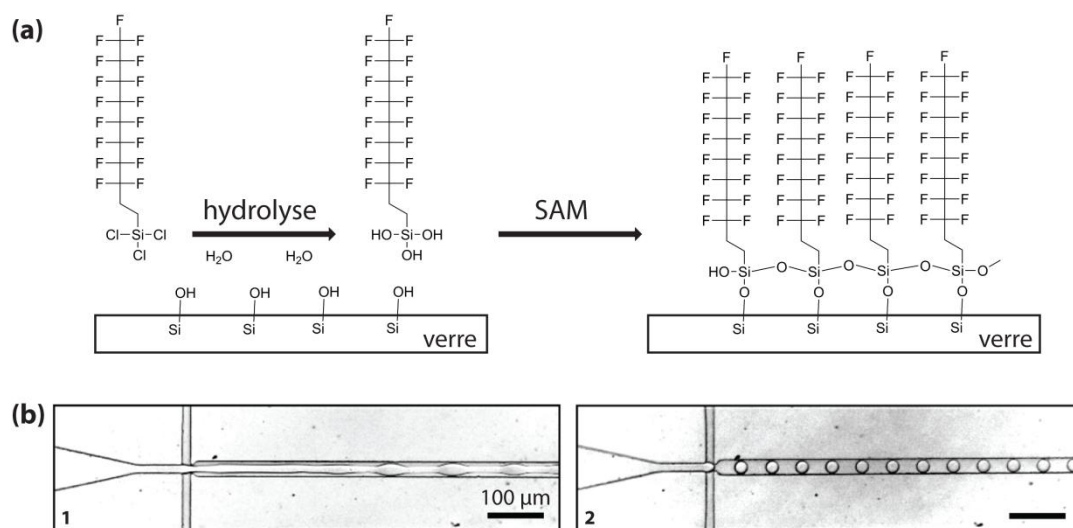 (a)
F
F F
F F
F F
F F
F F
F F
F F
F F
Cl Si Cl
Cl
hydrolyse
H₂O H₂O
F
F F
F F
F F
F F
F F
F F
F F
F F
HO Si OH
OH
OH OH OH OH
Si Si Si Si
verre
SAM
F F F F
F F F F F F F F
F F F F F F F F
F F F F F F F F
F F F F F F F F
F F F F F F F F
F F F F F F F F
F F F F F F F F
F F F F F F F F
HO Si O Si O Si O Si O
O O O O
Si Si Si Si
verre
(b)
1
100 µm
2